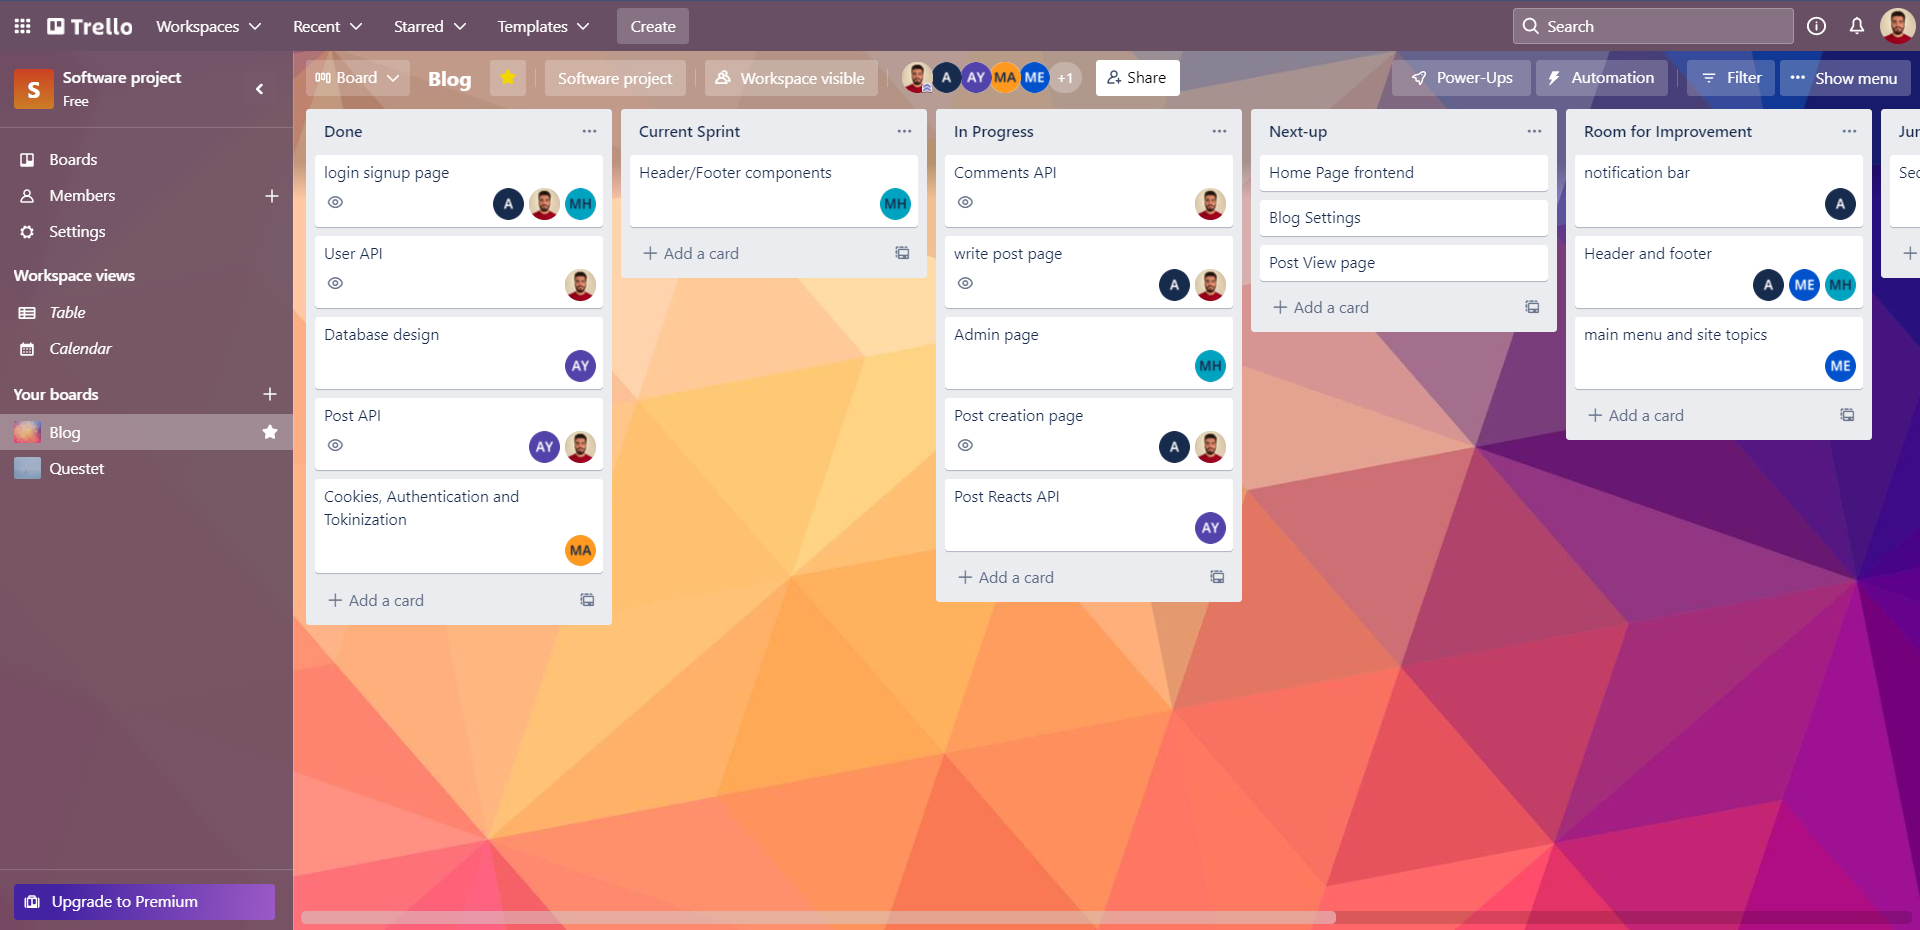 Trello Workspaces Recent Starred Templates Create Search
S Software project
Free
Boards
Members
Settings
Workspace views
Table
Calendar
Your boards
Blog
Questet
Upgrade to Premium
Board Blog Software project Workspace visible A AY MA ME +1 Share Power-Ups Automation Filter Show menu
Done
login signup page
A MH
User API
Database design
AY
Post API
AY
Cookies, Authentication and
Tokinization
MA
Add a card
Current Sprint
Header/Footer components
MH
Add a card
In Progress
Comments API
write post page
A
Admin page
MH
Post creation page
A
Post Reacts API
AY
Add a card
Next-up
Home Page frontend
Blog Settings
Post View page
Add a card
Room for Improvement
notification bar
A
Header and footer
A ME MH
main menu and site topics
ME
Add a card